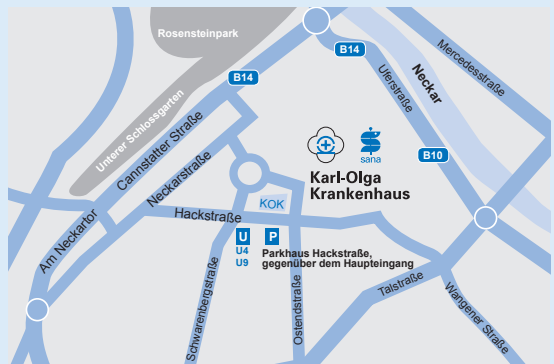 Rosensteinpark
B14
B14
Mercedesstraße
Uferstraße
Neckar
Unterer Schlossgarten
Cannstatter Straße
Neckarstraße
sana
B10
Karl-Olga
Krankenhaus
KOK
Hackstraße
Am Neckartor
U
P
U4
U9
Parkhaus Hackstraße,
gegenüber dem Haupteingang
Schwarenbergstraße
Ostendstraße
Talstraße
Wangener Straße